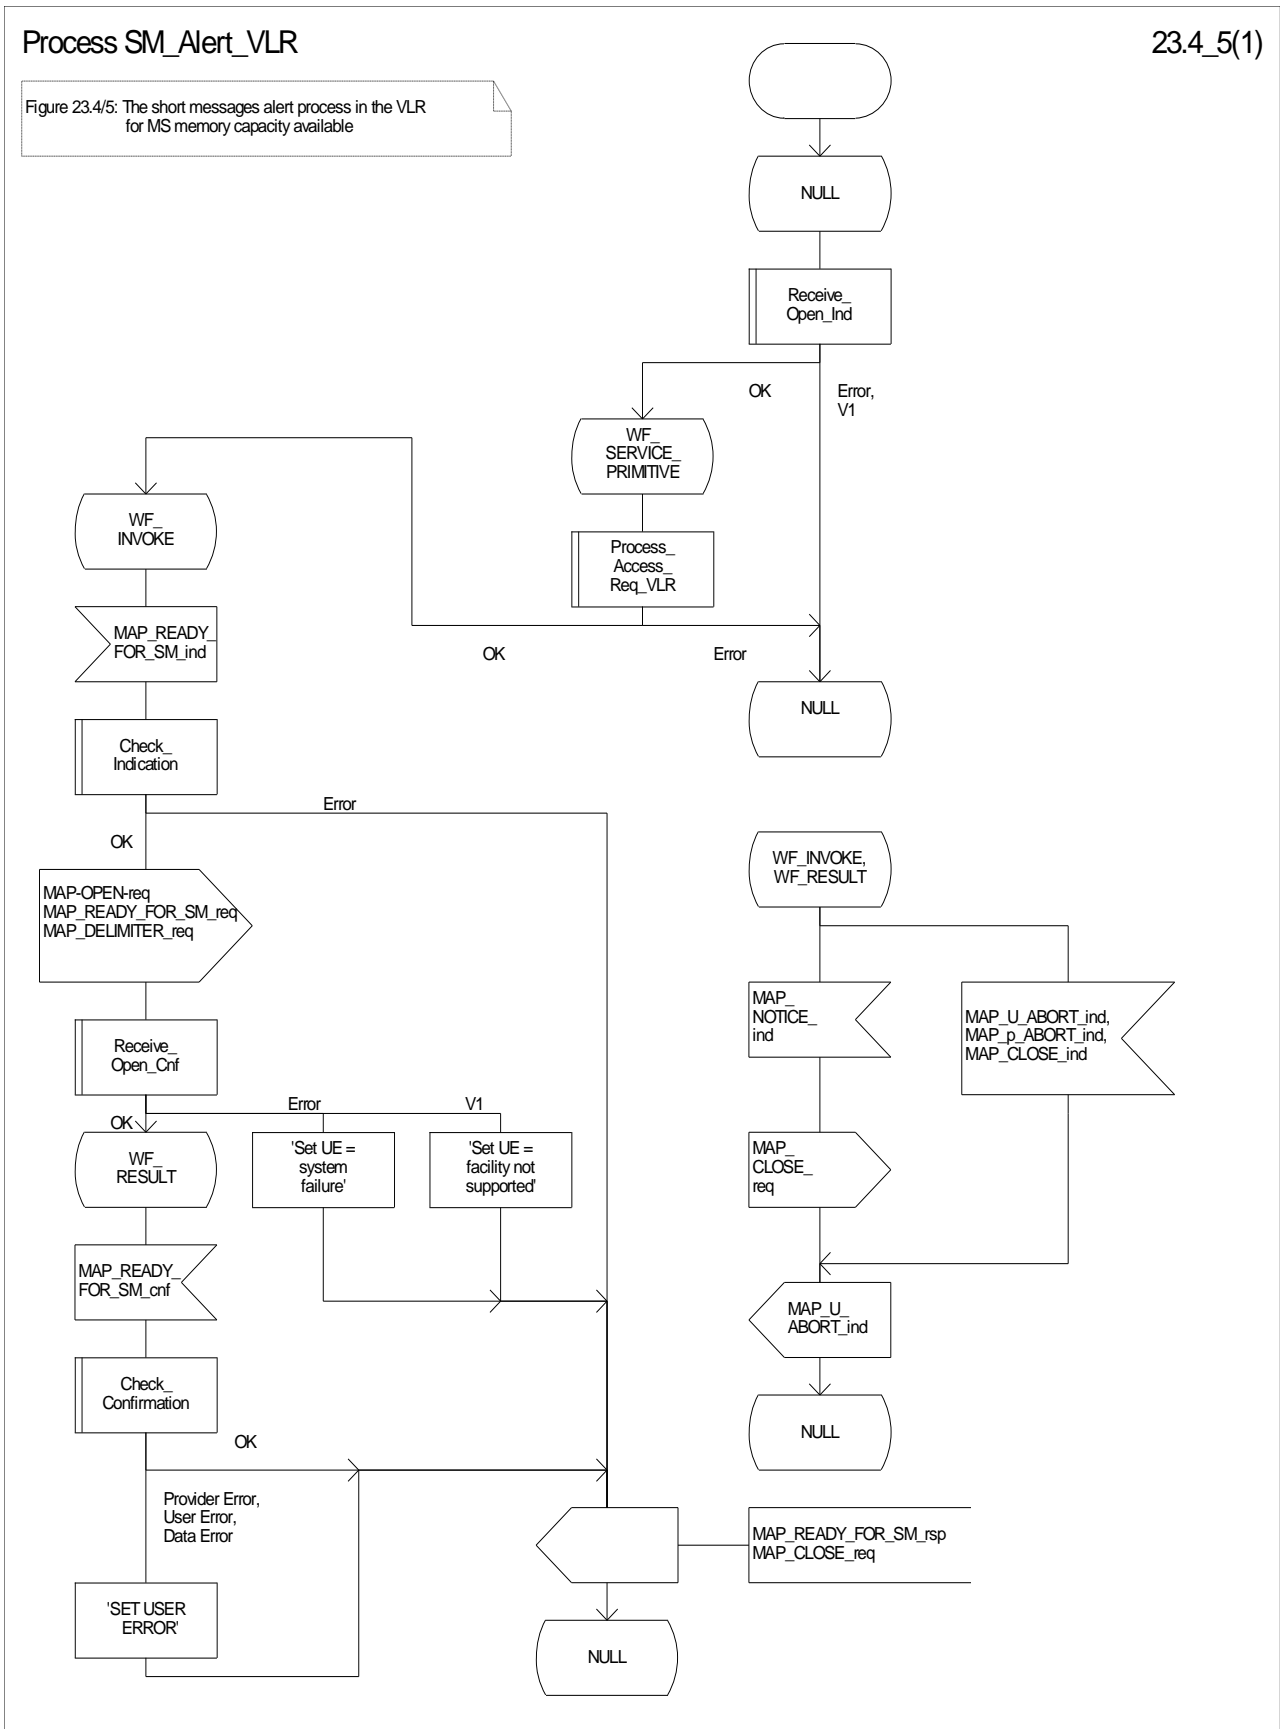 Process SM_Alert_VLR
23.4_5(1)
Figure 23.4/5: The short messages alert process in the VLR
for MS memory capacity available
NULL
Receive_
Open_Ind
OK
Error,
V1
WF_
SERVICE_
PRIMITIVE
Process_
Access_
Req_VLR
OK
Error
NULL
WF_
INVOKE
MAP_READY_
FOR_SM_ind
Check_
Indication
Error
OK
MAP-OPEN-req
MAP_READY_FOR_SM_req
MAP_DELIMITER_req
Receive_
Open_Cnf
Error
V1
OK
WF_
RESULT
'Set UE =
system
failure'
'Set UE =
facility not
supported'
MAP_READY_
FOR_SM_cnf
Check_
Confirmation
OK
Provider Error,
User Error,
Data Error
'SET USER
ERROR'
MAP_READY_FOR_SM_rsp
MAP_CLOSE_req
NULL
WF_INVOKE,
WF_RESULT
MAP_
NOTICE_
ind
MAP_U_ABORT_ind,
MAP_p_ABORT_ind,
MAP_CLOSE_ind
MAP_
CLOSE_
req
MAP_U_
ABORT_ind
NULL